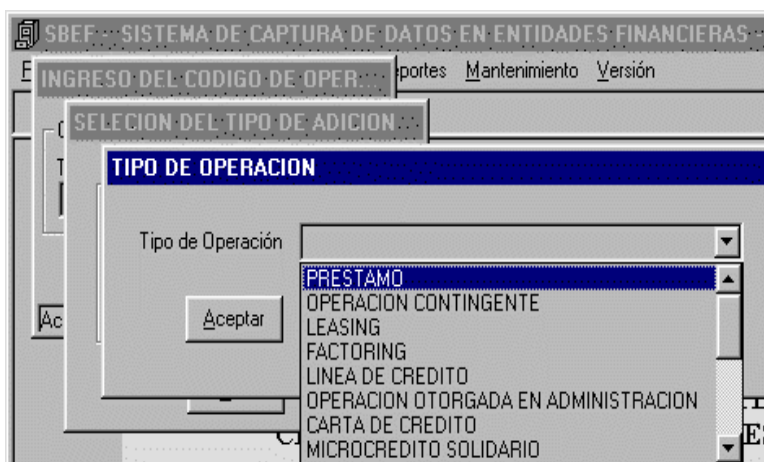 SBEF - SISTEMA DE CAPTURA DE DATOS EN ENTIDADES FINANCIERAS
portes Mantenimiento Versión
INGRESO DEL CODIGO DE OPER
SELECION DEL TIPO DE ADICION
TIPO DE OPERACION
Tipo de Operación
PRESTAMO
OPERACION CONTINGENTE
LEASING
FACTORING
LINEA DE CREDITO
OPERACION OTORGADA EN ADMINISTRACION
CARTA DE CREDITO
MICROCREDITO SOLIDARIO
Aceptar
Ac